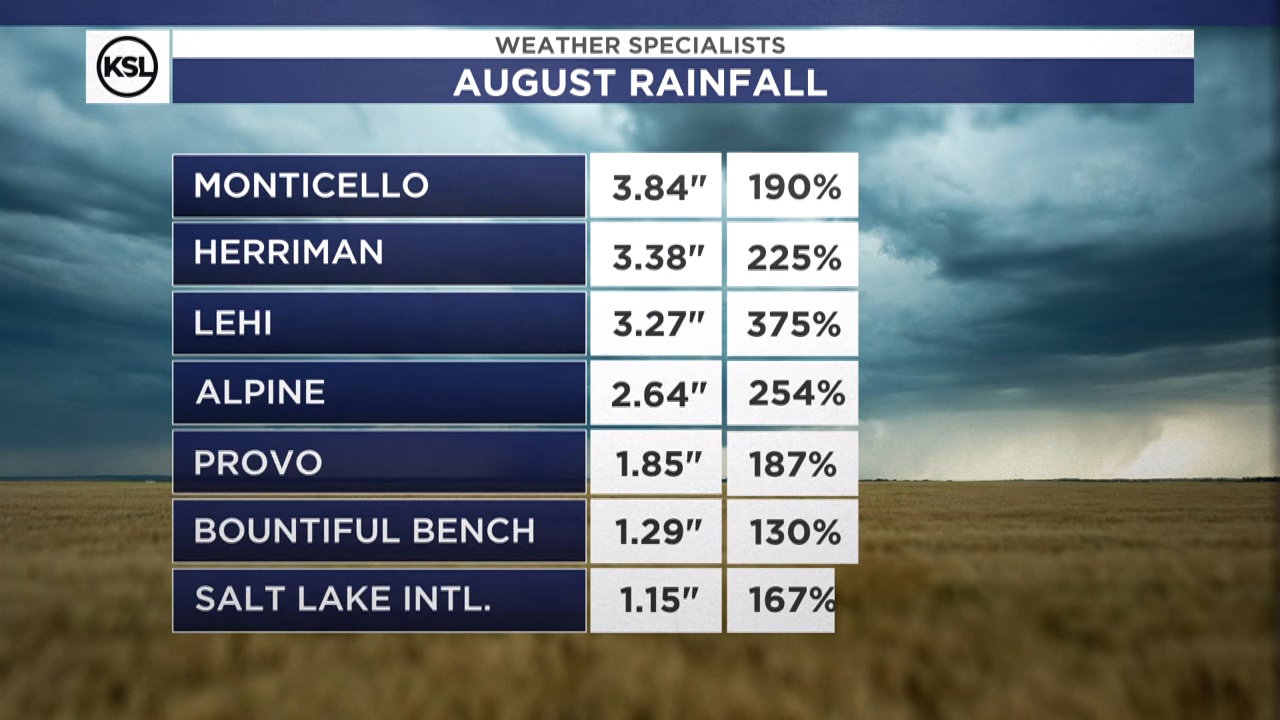 KSL
WEATHER SPECIALISTS
AUGUST RAINFALL
MONTICELLO 3.84" 190%
HERRIMAN 3.38" 225%
LEHI 3.27" 375%
ALPINE 2.64" 254%
PROVO 1.85" 187%
BOUNTIFUL BENCH 1.29" 130%
SALT LAKE INTL. 1.15" 167%